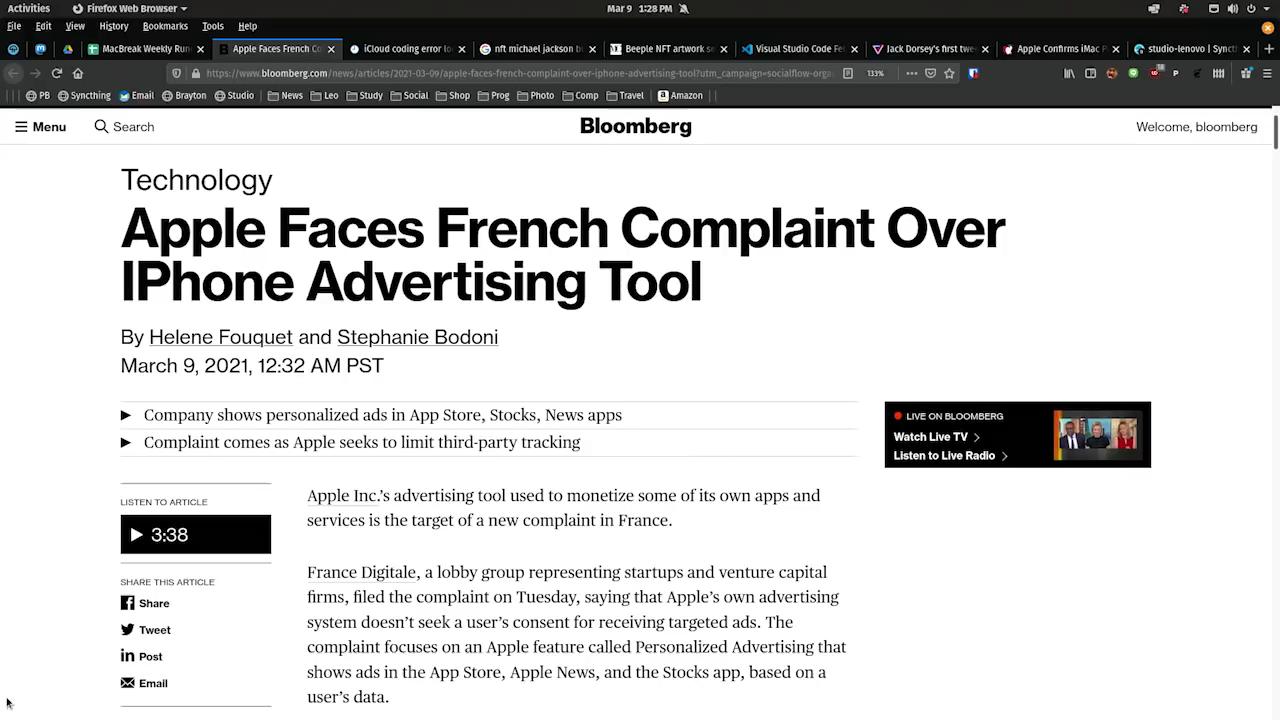 Activities Firefox Web Browser Mar 9 1:28 PM
File Edit View History Bookmarks Tools Help
MacBreak Weekly Run Apple Faces French Co iCloud coding error lo nft michael jackson bu Beeple NFT artwork se Visual Studio Code Fe Jack Dorsey's first twe Apple Confirms iMac P studio-lenovo | Synct
https://www.bloomberg.com/news/articles/2021-03-09/apple-faces-french-complaint-over-iphone-advertising-tool?utm_campaign=socialflow-orga 133%
PB Syncthing Email Brayton Studio News Leo Study Social Shop Prog Photo Comp Travel Amazon
Menu Search Bloomberg Welcome, bloomberg
Technology
Apple Faces French Complaint Over
IPhone Advertising Tool
By Helene Fouquet and Stephanie Bodoni
March 9, 2021, 12:32 AM PST
Company shows personalized ads in App Store, Stocks, News apps
Complaint comes as Apple seeks to limit third-party tracking
LIVE ON BLOOMBERG
Watch Live TV
Listen to Live Radio
LISTEN TO ARTICLE
3:38
SHARE THIS ARTICLE
Share
Tweet
Post
Email
Apple Inc.’s advertising tool used to monetize some of its own apps and
services is the target of a new complaint in France.
France Digitale, a lobby group representing startups and venture capital
firms, filed the complaint on Tuesday, saying that Apple’s own advertising
system doesn’t seek a user’s consent for receiving targeted ads. The
complaint focuses on an Apple feature called Personalized Advertising that
shows ads in the App Store, Apple News, and the Stocks app, based on a
user’s data.